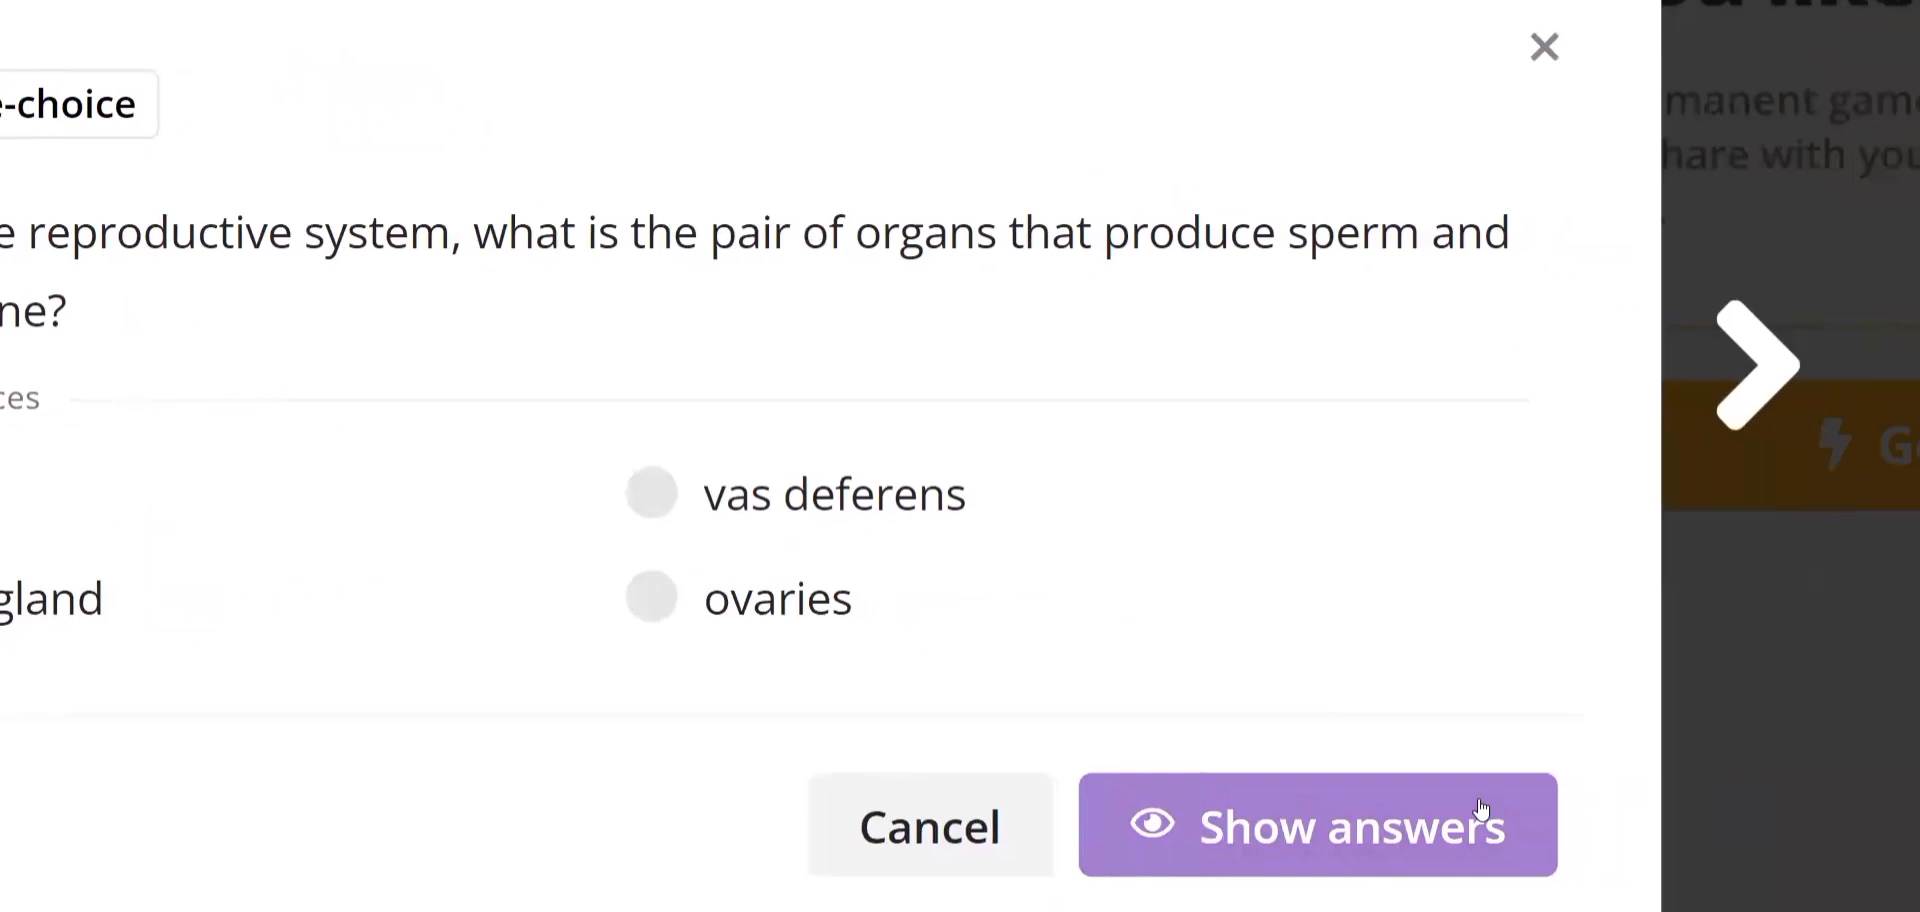 -choice
manent gam
hare with you
e reproductive system, what is the pair of organs that produce sperm and
ne?
ces
vas deferens
gland
ovaries
G
Cancel
Show answers